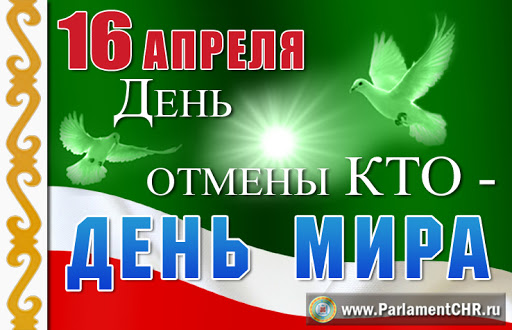 16 АПРЕЛЯ
День
отмены КТО -
ДЕНЬ МИРА
www.ParlamentCHR.ru